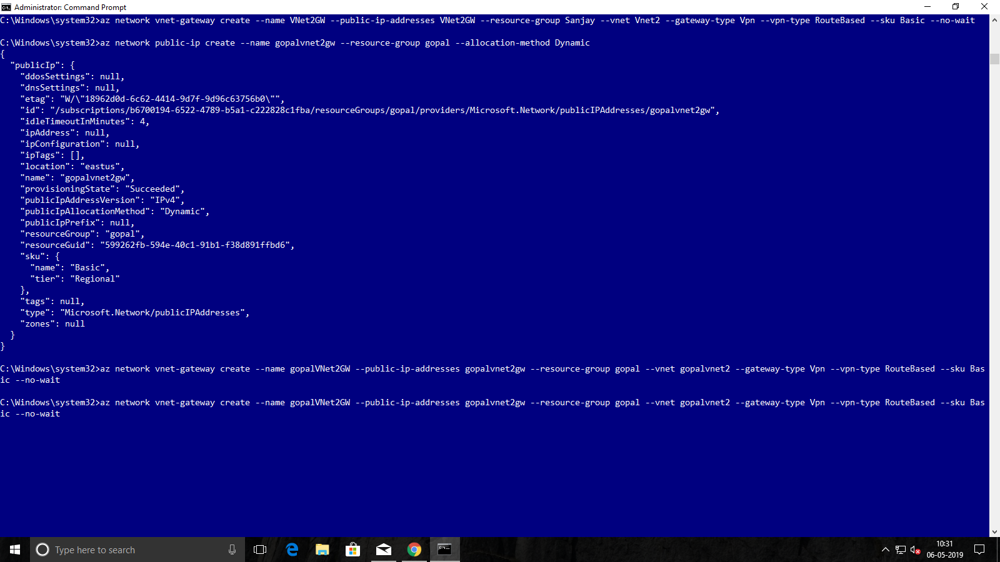 Administrator: Command Prompt
C:\Windows\system32>az network vnet-gateway create --name VNet2GW --public-ip-addresses VNet2GW --resource-group Sanjay --vnet Vnet2 --gateway-type Vpn --vpn-type RouteBased --sku Basic --no-wait
C:\Windows\system32>az network public-ip create --name gopalvnet2gw --resource-group gopal --allocation-method Dynamic
{
"publicIp": {
"ddosSettings": null,
"dnsSettings": null,
"etag": "W/\"18962d0d-6c62-4414-9d7f-9d96c63756b0\"",
"id": "/subscriptions/b6700194-6522-4789-b5a1-c222828c1fba/resourceGroups/gopal/providers/Microsoft.Network/publicIPAddresses/gopalvnet2gw",
"idleTimeoutInMinutes": 4,
"ipAddress": null,
"ipConfiguration": null,
"ipTags": [],
"location": "eastus",
"name": "gopalvnet2gw",
"provisioningState": "Succeeded",
"publicIpAddressVersion": "IPv4",
"publicIpAllocationMethod": "Dynamic",
"publicIpPrefix": null,
"resourceGroup": "gopal",
"resourceGuid": "599262fb-594e-40c1-91b1-f38d891ffbd6",
"sku": {
"name": "Basic",
"tier": "Regional"
},
"tags": null,
"type": "Microsoft.Network/publicIPAddresses",
"zones": null
}
}
C:\Windows\system32>az network vnet-gateway create --name gopalVNet2GW --public-ip-addresses gopalvnet2gw --resource-group gopal --vnet gopalvnet2 --gateway-type Vpn --vpn-type RouteBased --sku Bas
ic --no-wait
C:\Windows\system32>az network vnet-gateway create --name gopalVNet2GW --public-ip-addresses gopalvnet2gw --resource-group gopal --vnet gopalvnet2 --gateway-type Vpn --vpn-type RouteBased --sku Bas
ic --no-wait
Type here to search
10:31
06-05-2019